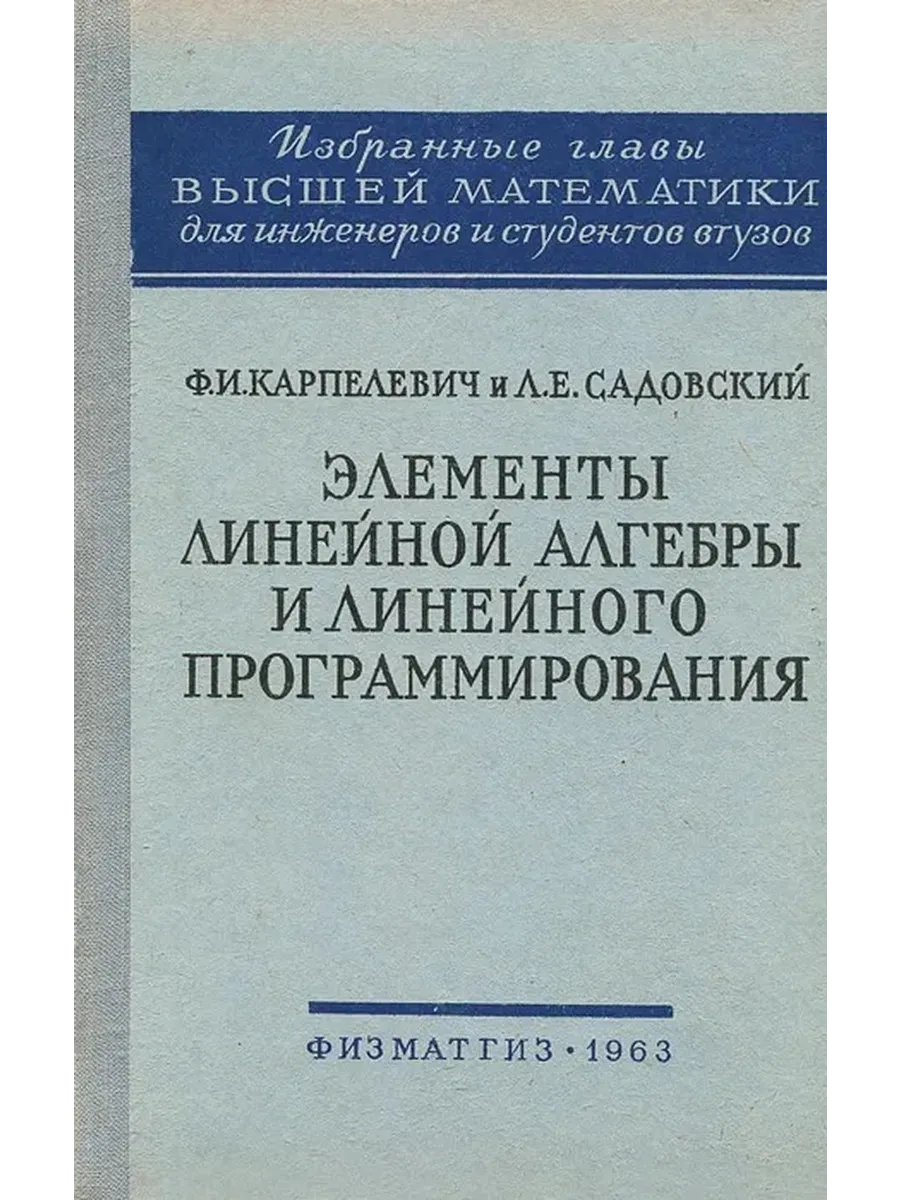 Избранные главы
ВЫСШЕЙ МАТЕМАТИКИ
для инженеров и студентов втузов
Ф.И.КАРПЕЛЕВИЧ и Л.Е.САДОВСКИЙ
ЭЛЕМЕНТЫ
ЛИНЕЙНОЙ АЛГЕБРЫ
И ЛИНЕЙНОГО
ПРОГРАММИРОВАНИЯ
ФИЗМАТГИЗ · 1963